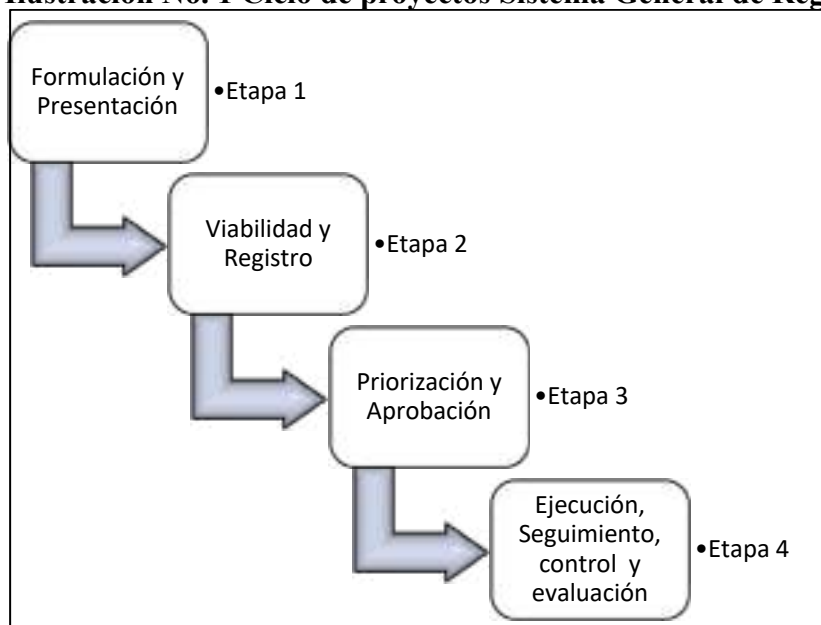 Ilustración No. 1 Ciclo de proyectos Sistema General de Reg
Formulación y
Presentación
•Etapa 1
Viabilidad y
Registro
•Etapa 2
Priorización y
Aprobación
•Etapa 3
Ejecución,
Seguimiento,
control y
evaluación
•Etapa 4